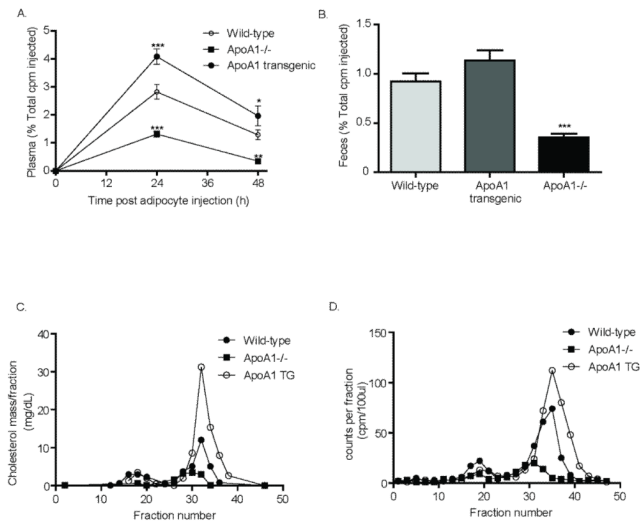 A.
Wild-type
ApoA1-/-
ApoA1 transgenic
Plasma (% Total cpm injected)
5
4
3
2
1
0
***
***
*
**
0
12
24
36
48
Time post adipocyte injection (h)
B.
Feces (% Total cpm injected)
1.5
1.0
0.5
0
***
Wild-type
ApoA1
transgenic
ApoA1-/-
C.
Wild-type
ApoA1-/-
ApoA1 TG
Cholesterol mass/fraction
(mg/dL)
40
30
20
10
0
0
10
20
30
40
50
Fraction number
D.
Wild-type
ApoA1-/-
ApoA1 TG
counts per fraction
(cpm/100ul)
150
100
50
0
0
10
20
30
40
50
Fraction number